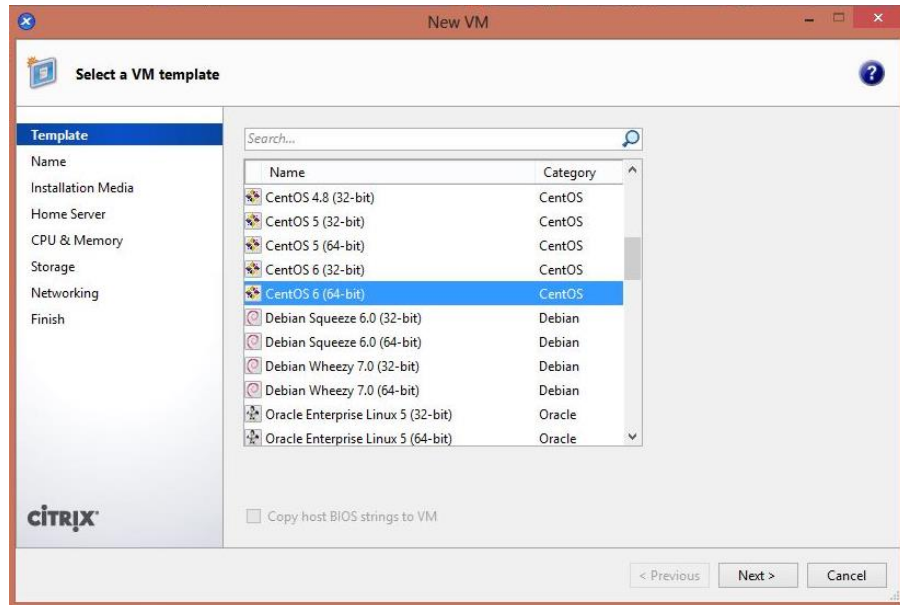 New VM
Select a VM template
?
Template
Name
Installation Media
Home Server
CPU & Memory
Storage
Networking
Finish
Search...
Name Category
CentOS 4.8 (32-bit) CentOS
CentOS 5 (32-bit) CentOS
CentOS 5 (64-bit) CentOS
CentOS 6 (32-bit) CentOS
CentOS 6 (64-bit) CentOS
Debian Squeeze 6.0 (32-bit) Debian
Debian Squeeze 6.0 (64-bit) Debian
Debian Wheezy 7.0 (32-bit) Debian
Debian Wheezy 7.0 (64-bit) Debian
Oracle Enterprise Linux 5 (32-bit) Oracle
Oracle Enterprise Linux 5 (64-bit) Oracle
CİTRIX
Copy host BIOS strings to VM
< Previous Next > Cancel